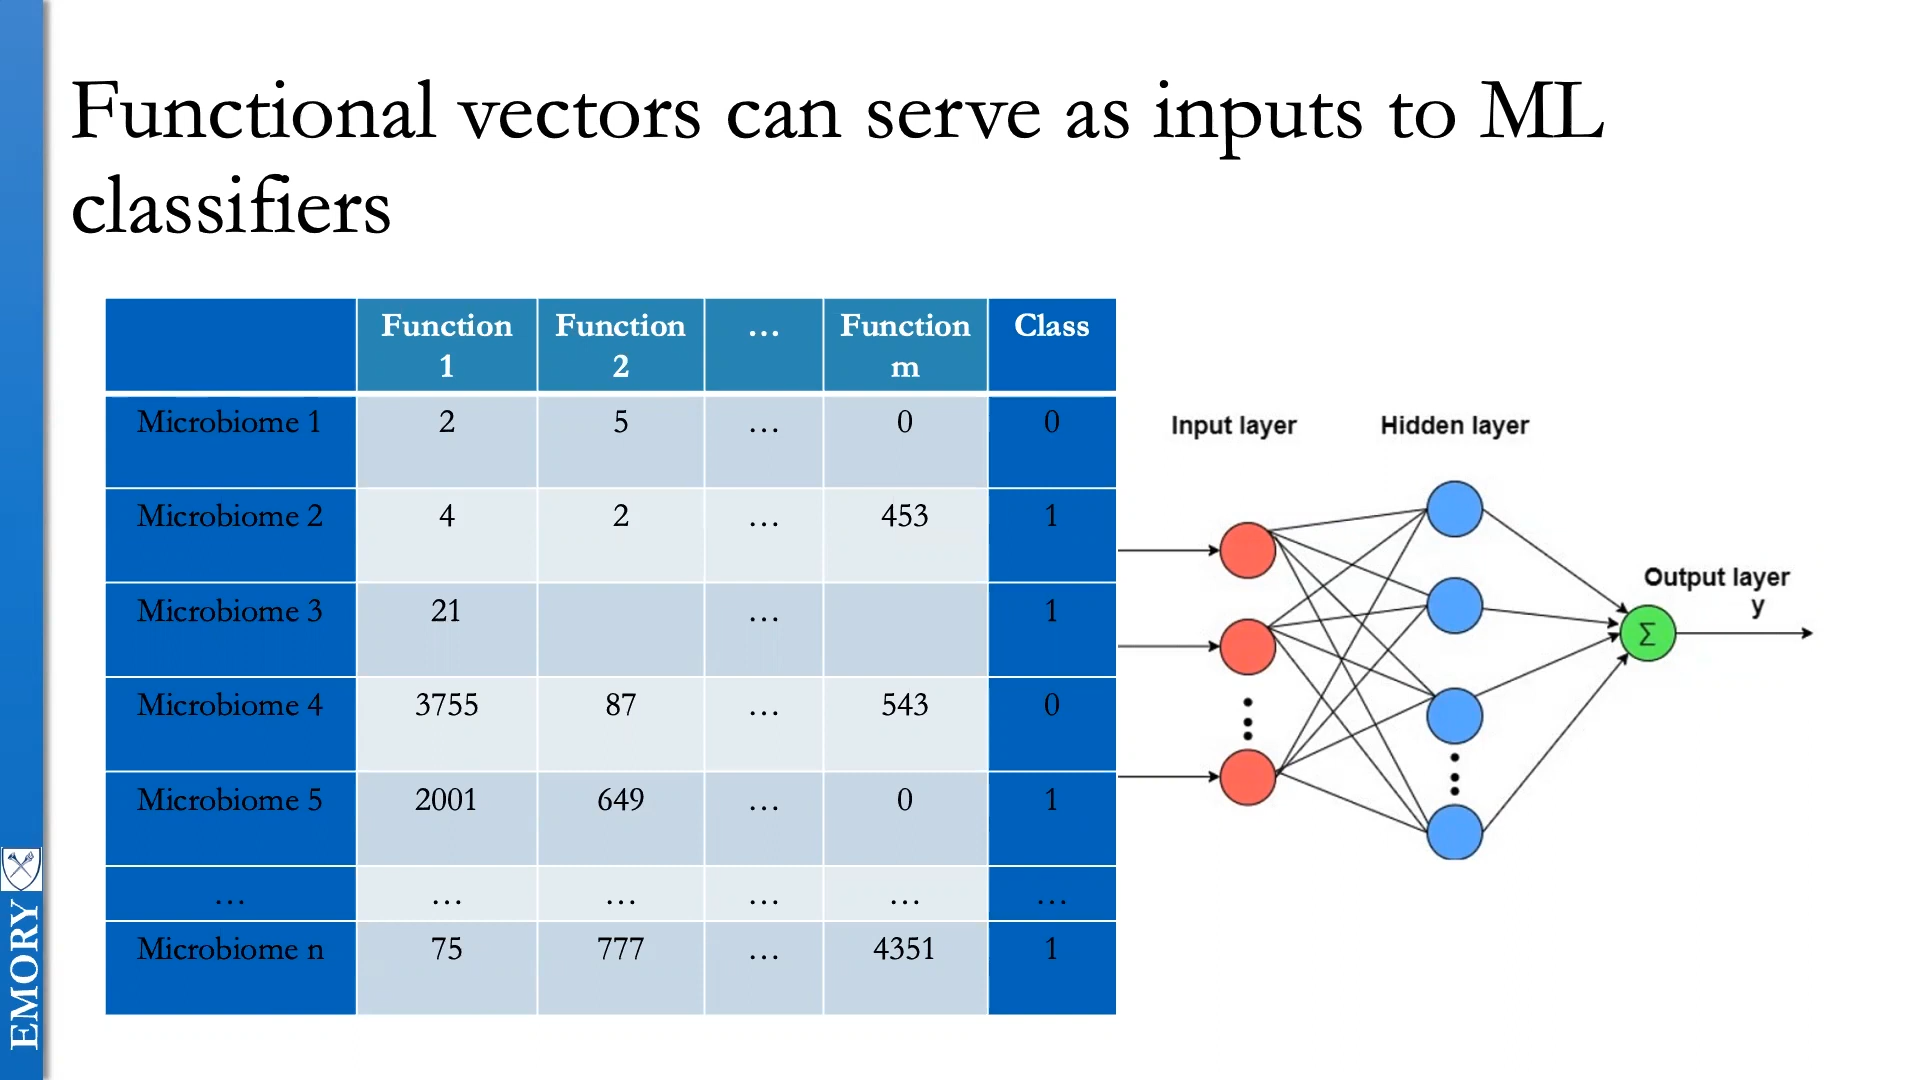 Functional vectors can serve as inputs to ML
classifiers
Function 1 Function 2 … Function m Class
Microbiome 1 2 5 … 0 0
Microbiome 2 4 2 … 453 1
Microbiome 3 21 … 1
Microbiome 4 3755 87 … 543 0
Microbiome 5 2001 649 … 0 1
… … … … … …
Microbiome n 75 777 … 4351 1
Input layer
Hidden layer
Output layer
y
Σ
EMORY